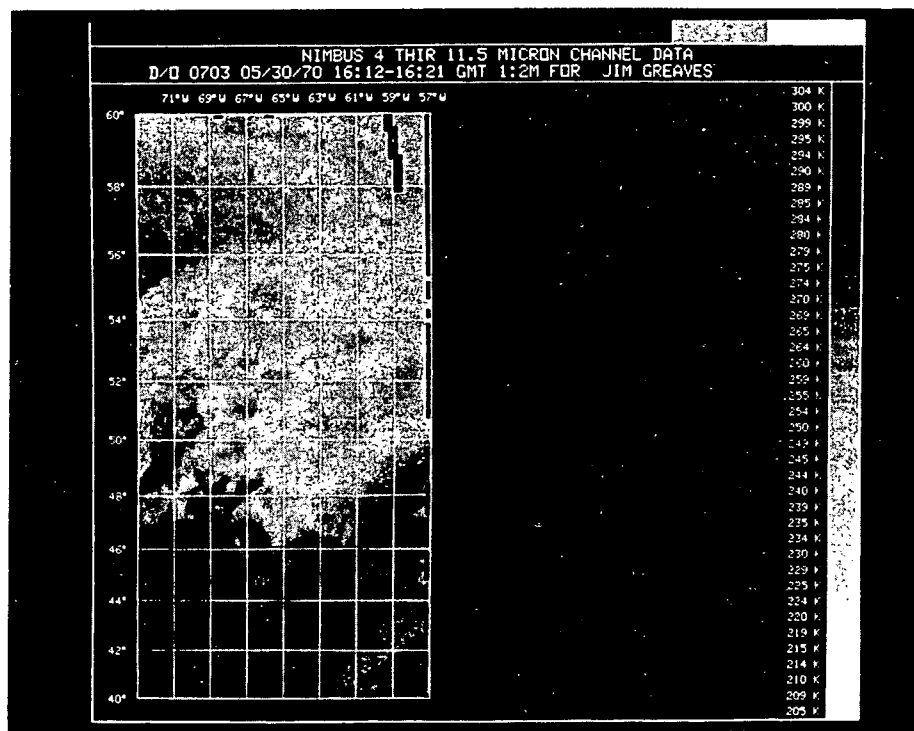 NIMBUS 4 THIR 11.5 MICRON CHANNEL DATA
D/O 0703 05/30/70 16:12-16:21 GMT 1:2M FOR JIM GREAVES
71°W 69°W 67°W 65°W 63°W 61°W 59°W 57°W
60°
58°
56°
54°
52°
50°
48°
46°
44°
42°
40°
304 K
300 K
299 K
295 K
294 K
290 K
289 K
285 K
284 K
280 K
279 K
275 K
274 K
270 K
269 K
265 K
264 K
260 K
259 K
255 K
254 K
250 K
249 K
245 K
244 K
240 K
239 K
235 K
234 K
230 K
229 K
225 K
224 K
220 K
219 K
215 K
214 K
210 K
209 K
205 K